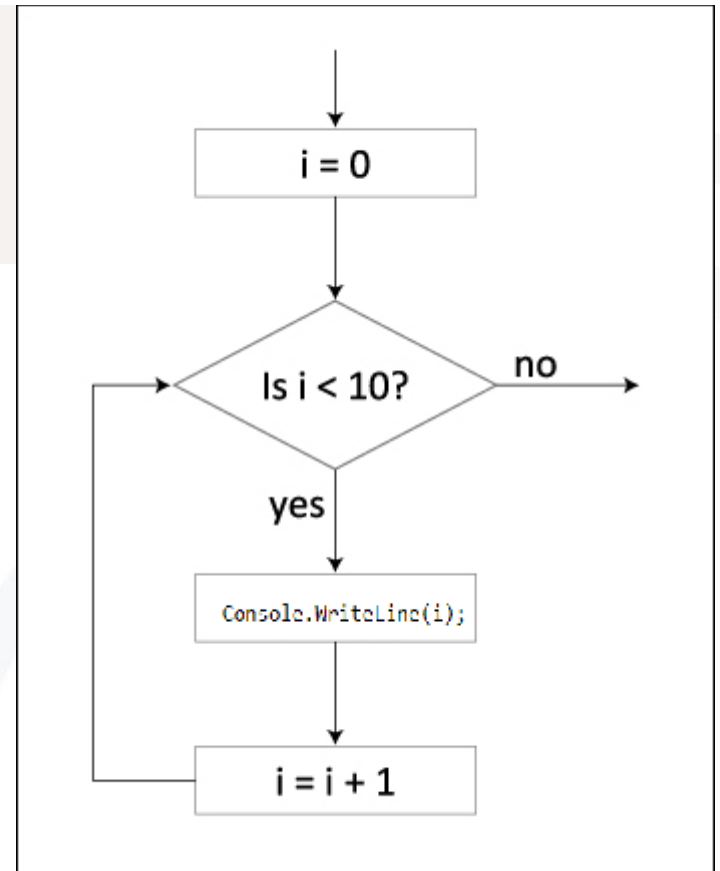 i = 0
Is i < 10?
no
yes
Console.WriteLine(i);
i = i + 1